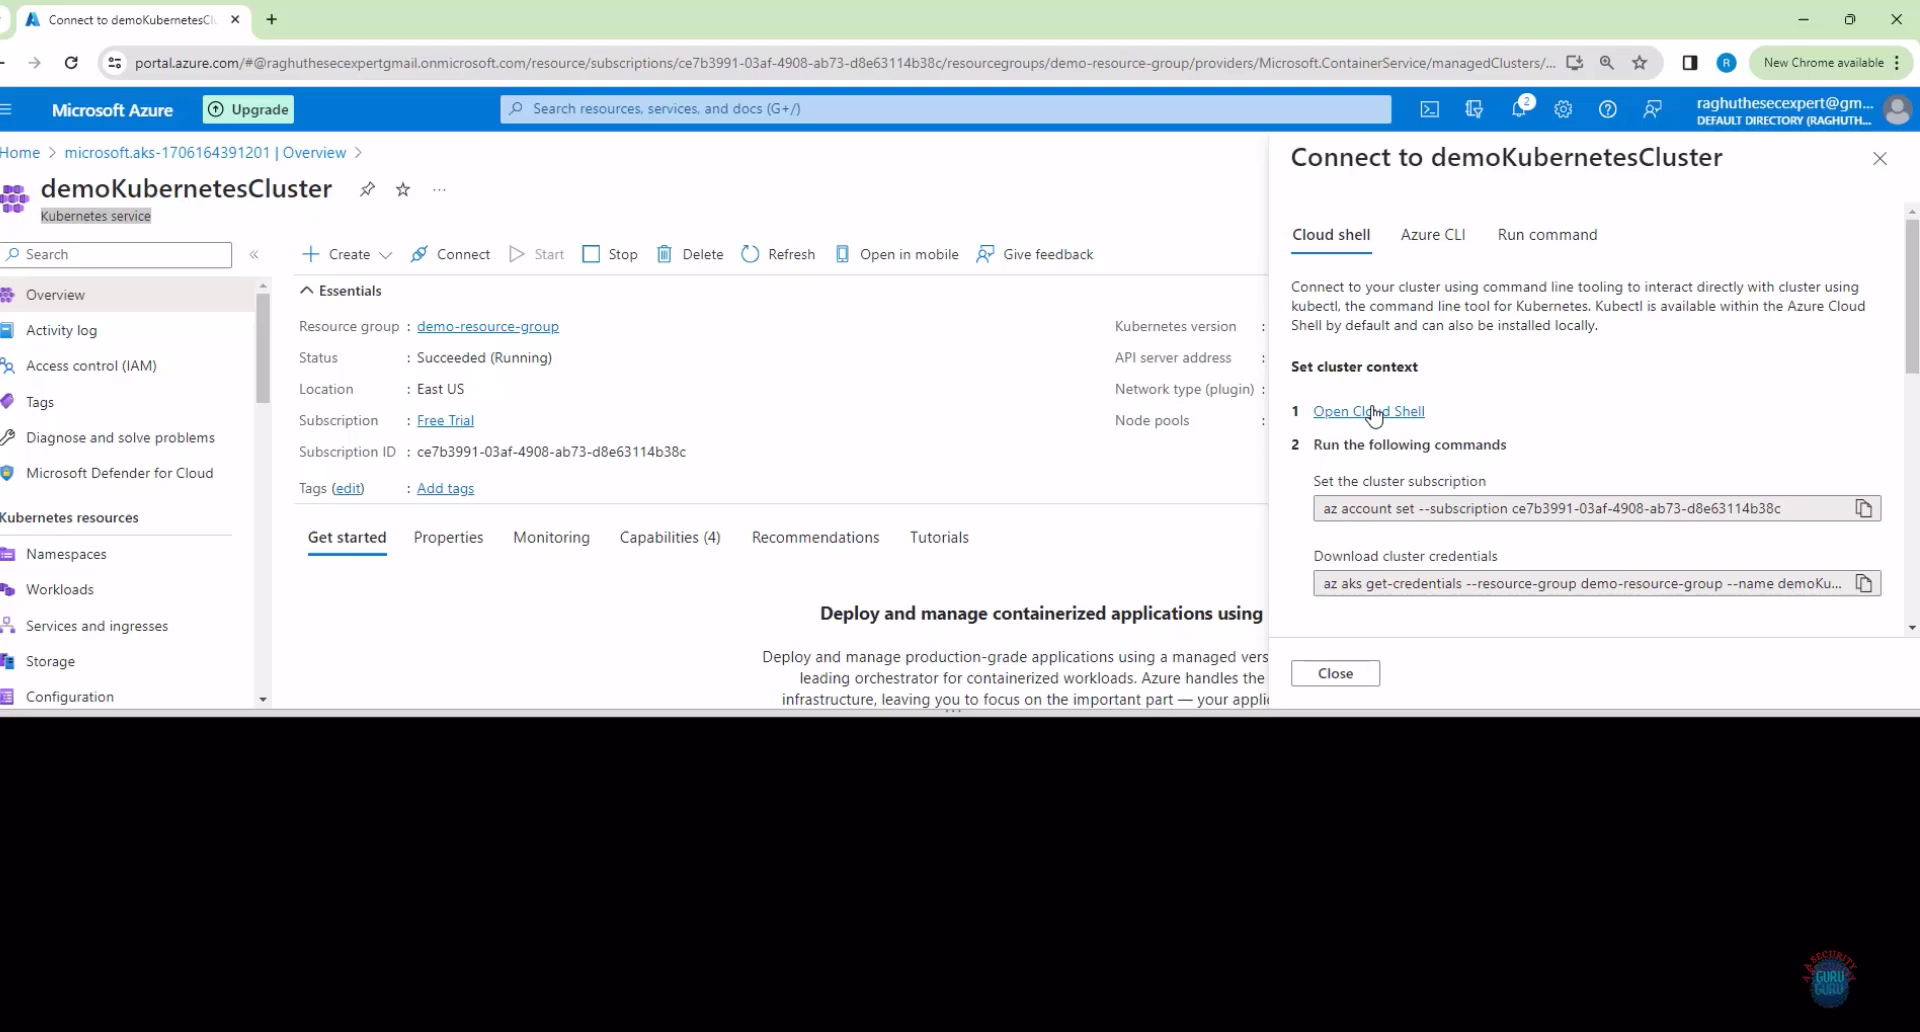 Connect to demoKubernetesCl
portal.azure.com/#@raghuthesecexpertgmail.onmicrosoft.com/resource/subscriptions/ce7b3991-03af-4908-ab73-d8e63114b38c/resourcegroups/demo-resource-group/providers/Microsoft.ContainerService/managedClusters/...
R
New Chrome available
Microsoft Azure
Upgrade
Search resources, services, and docs (G+/)
2
raghuthesecexpert@gm...
DEFAULT DIRECTORY (RAGHUTH...
Home > microsoft.aks-1706164391201 | Overview >
demoKubernetesCluster
...
Kubernetes service
Search
«
Overview
Activity log
Access control (IAM)
Tags
Diagnose and solve problems
Microsoft Defender for Cloud
Kubernetes resources
Namespaces
Workloads
Services and ingresses
Storage
Configuration
Create
Connect
Start
Stop
Delete
Refresh
Open in mobile
Give feedback
Essentials
Resource group : demo-resource-group
Status : Succeeded (Running)
Location : East US
Subscription : Free Trial
Subscription ID : ce7b3991-03af-4908-ab73-d8e63114b38c
Tags (edit) : Add tags
Kubernetes version :
API server address :
Network type (plugin) :
Node pools :
Get started
Properties
Monitoring
Capabilities (4)
Recommendations
Tutorials
Deploy and manage containerized applications using
Deploy and manage production-grade applications using a managed vers
leading orchestrator for containerized workloads. Azure handles the
infrastructure, leaving you to focus on the important part — your appli
Connect to demoKubernetesCluster
Cloud shell
Azure CLI
Run command
Connect to your cluster using command line tooling to interact directly with cluster using
kubectl, the command line tool for Kubernetes. Kubectl is available within the Azure Cloud
Shell by default and can also be installed locally.
Set cluster context
1 Open Cloud Shell
2 Run the following commands
Set the cluster subscription
az account set --subscription ce7b3991-03af-4908-ab73-d8e63114b38c
Download cluster credentials
az aks get-credentials --resource-group demo-resource-group --name demoKu...
Close
SECURITY
GURU
GURU